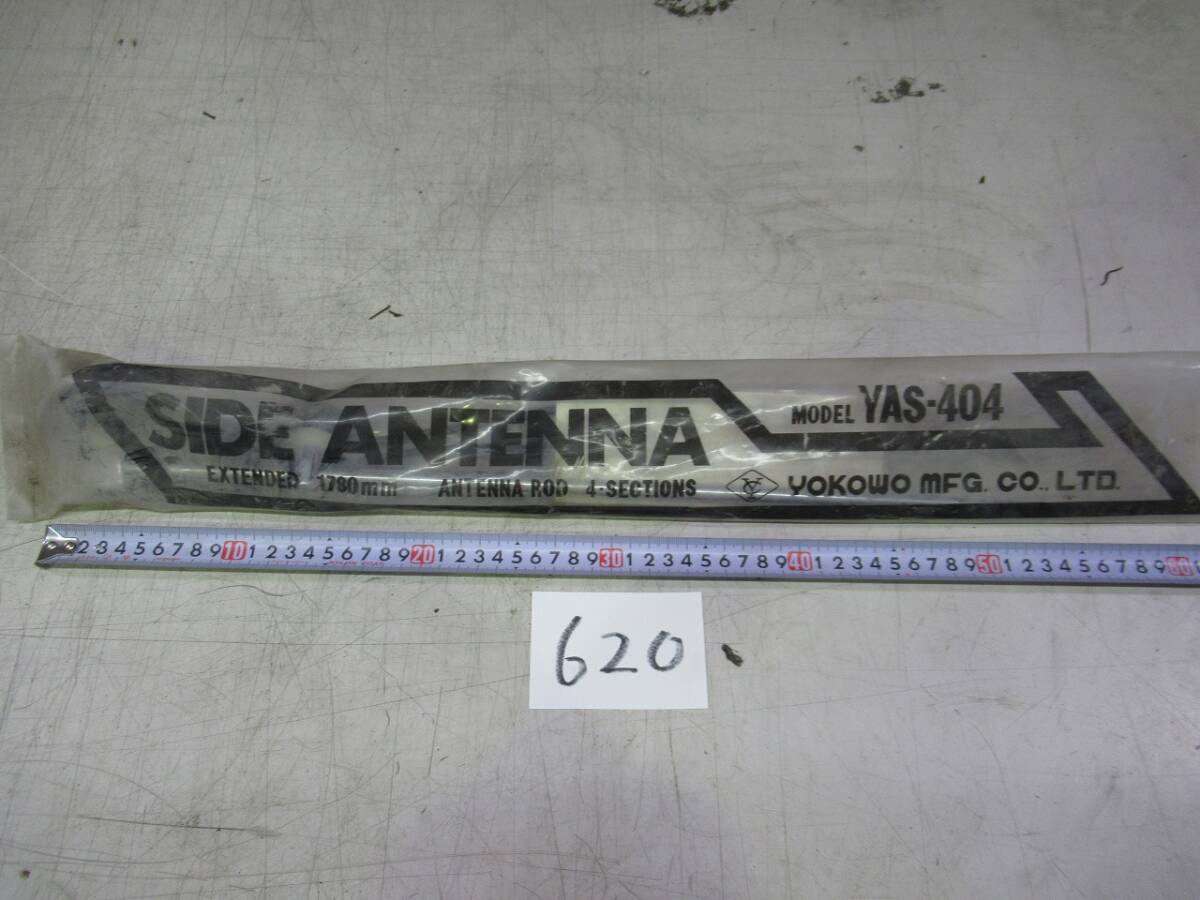 SIDE ANTENNA
MODEL YAS-404
EXTENDED 1780mm ANTENNA ROD 4-SECTIONS
YOKOWO MFG. CO., LTD.
2 3 4 5 6 7 8 9 10 1 2 3 4 5 6 7 8 9 20 1 2 3 4 5 6 7 8 9 30 1 2 3 4 5 6 7 8 9 40 1 2 3 4 5 6 7 8 9 50 1 2 3 4 5 6 7 8 9 60 1
620